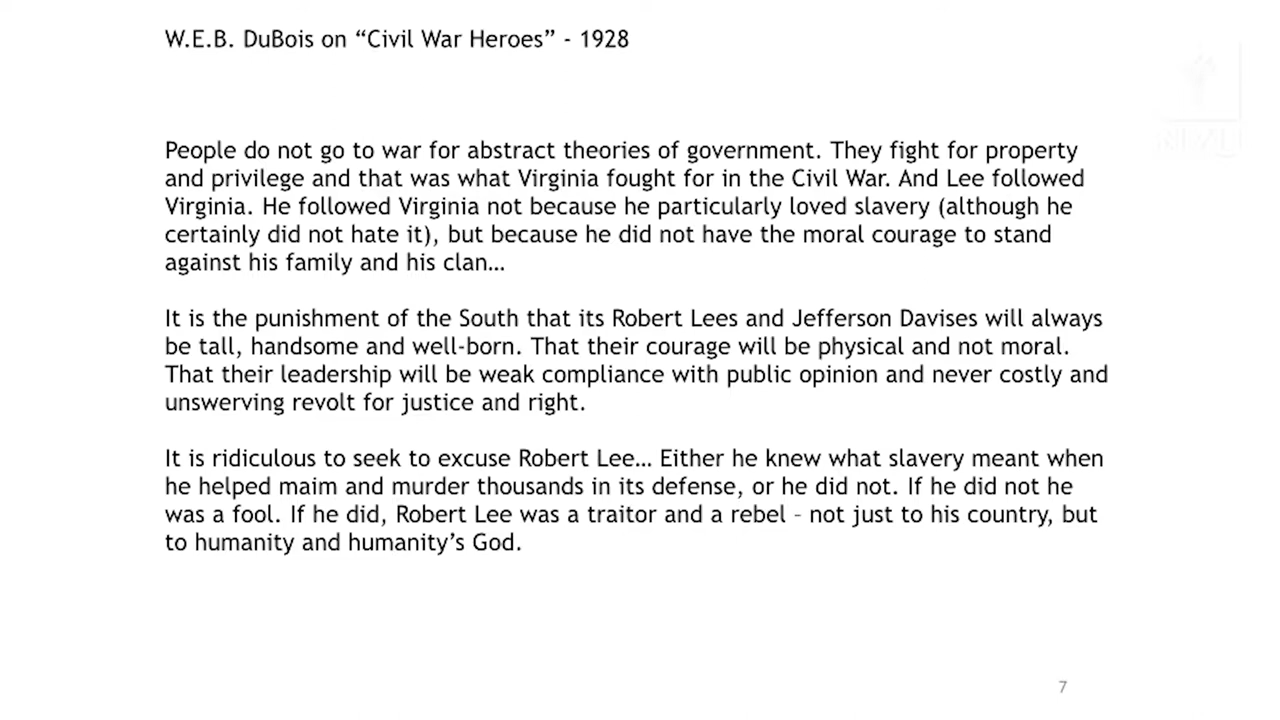 W.E.B. DuBois on “Civil War Heroes” - 1928
People do not go to war for abstract theories of government. They fight for property
and privilege and that was what Virginia fought for in the Civil War. And Lee followed
Virginia. He followed Virginia not because he particularly loved slavery (although he
certainly did not hate it), but because he did not have the moral courage to stand
against his family and his clan…
It is the punishment of the South that its Robert Lees and Jefferson Davises will always
be tall, handsome and well-born. That their courage will be physical and not moral.
That their leadership will be weak compliance with public opinion and never costly and
unswerving revolt for justice and right.
It is ridiculous to seek to excuse Robert Lee… Either he knew what slavery meant when
he helped maim and murder thousands in its defense, or he did not. If he did not he
was a fool. If he did, Robert Lee was a traitor and a rebel – not just to his country, but
to humanity and humanity’s God.
7